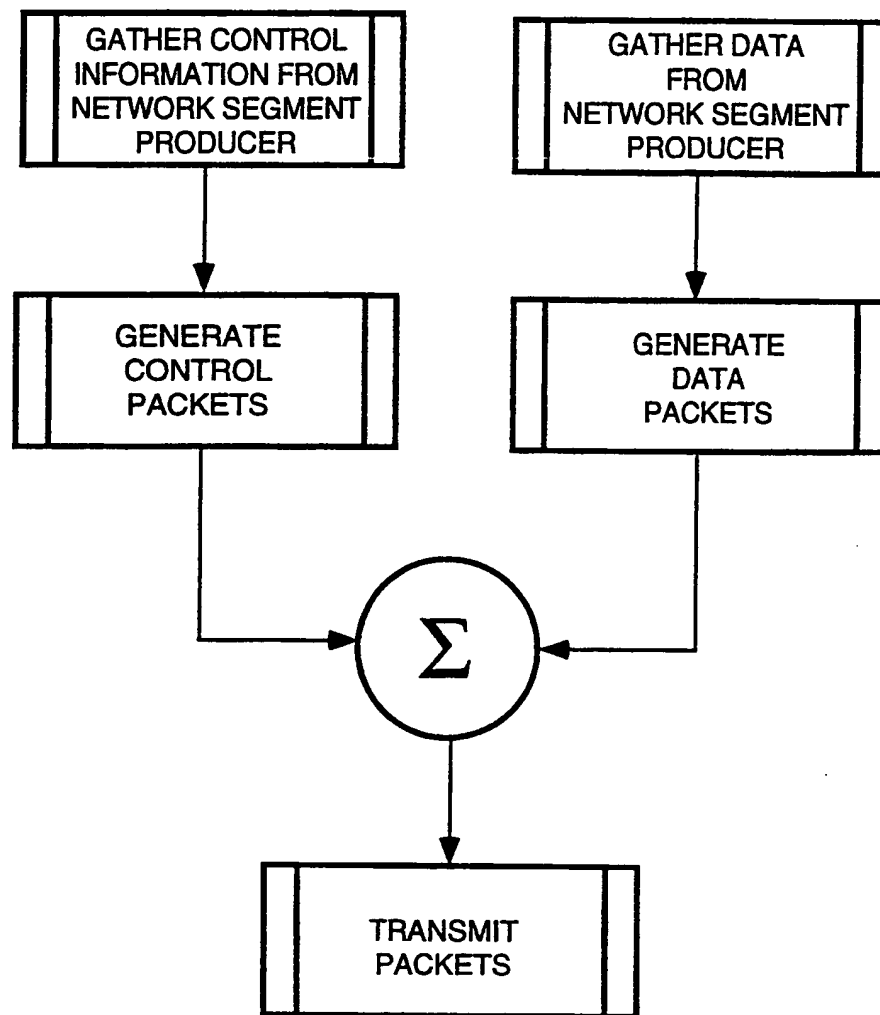 GATHER CONTROL
INFORMATION FROM
NETWORK SEGMENT
PRODUCER
GATHER DATA
FROM
NETWORK SEGMENT
PRODUCER
GENERATE
CONTROL
PACKETS
GENERATE
DATA
PACKETS
Σ
TRANSMIT
PACKETS